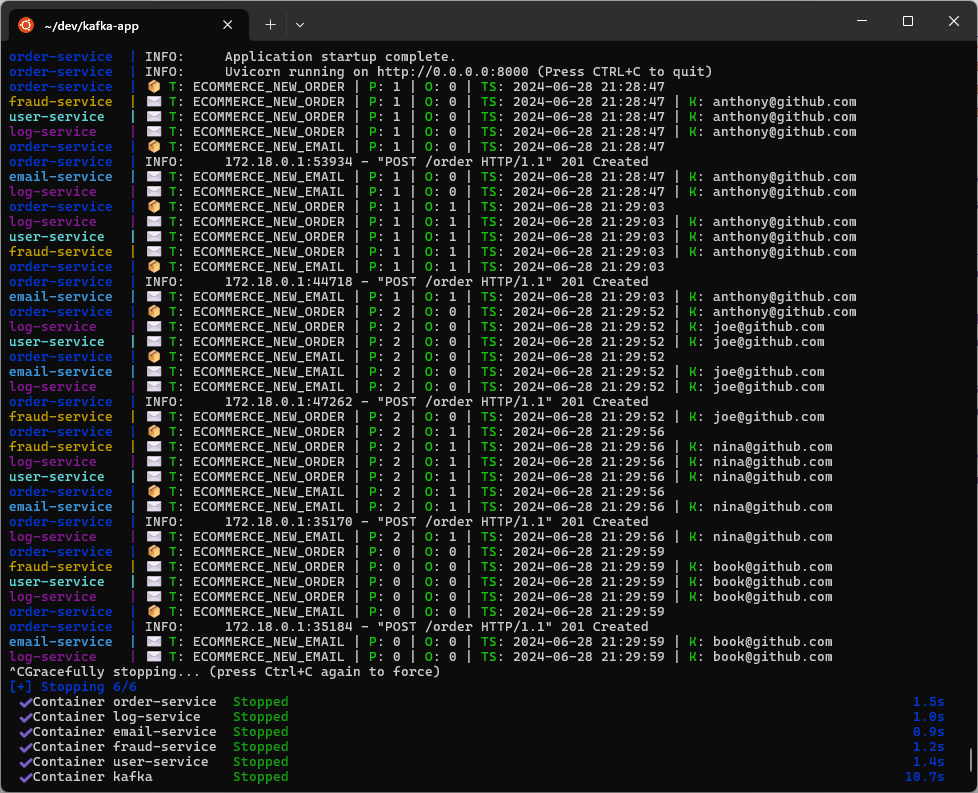 ~/dev/kafka-app
order-service | INFO: Application startup complete.
order-service | INFO: Uvicorn running on http://0.0.0.0:8000 (Press CTRL+C to quit)
order-service | 📦 T: ECOMMERCE_NEW_ORDER | P: 1 | O: 0 | TS: 2024-06-28 21:28:47
fraud-service | ✉️ T: ECOMMERCE_NEW_ORDER | P: 1 | O: 0 | TS: 2024-06-28 21:28:47 | K: anthony@github.com
user-service | ✉️ T: ECOMMERCE_NEW_ORDER | P: 1 | O: 0 | TS: 2024-06-28 21:28:47 | K: anthony@github.com
log-service | ✉️ T: ECOMMERCE_NEW_ORDER | P: 1 | O: 0 | TS: 2024-06-28 21:28:47 | K: anthony@github.com
order-service | 📦 T: ECOMMERCE_NEW_EMAIL | P: 1 | O: 0 | TS: 2024-06-28 21:28:47
order-service | INFO: 172.18.0.1:53934 - "POST /order HTTP/1.1" 201 Created
email-service | ✉️ T: ECOMMERCE_NEW_EMAIL | P: 1 | O: 0 | TS: 2024-06-28 21:28:47 | K: anthony@github.com
log-service | ✉️ T: ECOMMERCE_NEW_EMAIL | P: 1 | O: 0 | TS: 2024-06-28 21:28:47 | K: anthony@github.com
order-service | 📦 T: ECOMMERCE_NEW_ORDER | P: 1 | O: 1 | TS: 2024-06-28 21:29:03
log-service | ✉️ T: ECOMMERCE_NEW_ORDER | P: 1 | O: 1 | TS: 2024-06-28 21:29:03 | K: anthony@github.com
user-service | ✉️ T: ECOMMERCE_NEW_ORDER | P: 1 | O: 1 | TS: 2024-06-28 21:29:03 | K: anthony@github.com
fraud-service | ✉️ T: ECOMMERCE_NEW_ORDER | P: 1 | O: 1 | TS: 2024-06-28 21:29:03 | K: anthony@github.com
order-service | 📦 T: ECOMMERCE_NEW_EMAIL | P: 1 | O: 1 | TS: 2024-06-28 21:29:03
order-service | INFO: 172.18.0.1:44718 - "POST /order HTTP/1.1" 201 Created
email-service | ✉️ T: ECOMMERCE_NEW_EMAIL | P: 1 | O: 1 | TS: 2024-06-28 21:29:03 | K: anthony@github.com
order-service | 📦 T: ECOMMERCE_NEW_ORDER | P: 2 | O: 0 | TS: 2024-06-28 21:29:52 | K: anthony@github.com
log-service | ✉️ T: ECOMMERCE_NEW_ORDER | P: 2 | O: 0 | TS: 2024-06-28 21:29:52 | K: joe@github.com
user-service | ✉️ T: ECOMMERCE_NEW_ORDER | P: 2 | O: 0 | TS: 2024-06-28 21:29:52 | K: joe@github.com
order-service | 📦 T: ECOMMERCE_NEW_EMAIL | P: 2 | O: 0 | TS: 2024-06-28 21:29:52
email-service | ✉️ T: ECOMMERCE_NEW_EMAIL | P: 2 | O: 0 | TS: 2024-06-28 21:29:52 | K: joe@github.com
log-service | ✉️ T: ECOMMERCE_NEW_EMAIL | P: 2 | O: 0 | TS: 2024-06-28 21:29:52 | K: joe@github.com
order-service | INFO: 172.18.0.1:47262 - "POST /order HTTP/1.1" 201 Created
fraud-service | ✉️ T: ECOMMERCE_NEW_ORDER | P: 2 | O: 0 | TS: 2024-06-28 21:29:52 | K: joe@github.com
order-service | 📦 T: ECOMMERCE_NEW_ORDER | P: 2 | O: 1 | TS: 2024-06-28 21:29:56
fraud-service | ✉️ T: ECOMMERCE_NEW_ORDER | P: 2 | O: 1 | TS: 2024-06-28 21:29:56 | K: nina@github.com
log-service | ✉️ T: ECOMMERCE_NEW_ORDER | P: 2 | O: 1 | TS: 2024-06-28 21:29:56 | K: nina@github.com
user-service | ✉️ T: ECOMMERCE_NEW_ORDER | P: 2 | O: 1 | TS: 2024-06-28 21:29:56 | K: nina@github.com
order-service | 📦 T: ECOMMERCE_NEW_EMAIL | P: 2 | O: 1 | TS: 2024-06-28 21:29:56
email-service | ✉️ T: ECOMMERCE_NEW_EMAIL | P: 2 | O: 1 | TS: 2024-06-28 21:29:56 | K: nina@github.com
order-service | INFO: 172.18.0.1:35170 - "POST /order HTTP/1.1" 201 Created
log-service | ✉️ T: ECOMMERCE_NEW_EMAIL | P: 2 | O: 1 | TS: 2024-06-28 21:29:56 | K: nina@github.com
order-service | 📦 T: ECOMMERCE_NEW_ORDER | P: 0 | O: 0 | TS: 2024-06-28 21:29:59
fraud-service | ✉️ T: ECOMMERCE_NEW_ORDER | P: 0 | O: 0 | TS: 2024-06-28 21:29:59 | K: book@github.com
user-service | ✉️ T: ECOMMERCE_NEW_ORDER | P: 0 | O: 0 | TS: 2024-06-28 21:29:59 | K: book@github.com
log-service | ✉️ T: ECOMMERCE_NEW_ORDER | P: 0 | O: 0 | TS: 2024-06-28 21:29:59 | K: book@github.com
order-service | 📦 T: ECOMMERCE_NEW_EMAIL | P: 0 | O: 0 | TS: 2024-06-28 21:29:59
order-service | INFO: 172.18.0.1:35184 - "POST /order HTTP/1.1" 201 Created
email-service | ✉️ T: ECOMMERCE_NEW_EMAIL | P: 0 | O: 0 | TS: 2024-06-28 21:29:59 | K: book@github.com
log-service | ✉️ T: ECOMMERCE_NEW_EMAIL | P: 0 | O: 0 | TS: 2024-06-28 21:29:59 | K: book@github.com
^CGracefully stopping... (press Ctrl+C again to force)
[+] Stopping 6/6
✔Container order-service Stopped 1.5s
✔Container log-service Stopped 1.0s
✔Container email-service Stopped 0.9s
✔Container fraud-service Stopped 1.2s
✔Container user-service Stopped 1.4s
✔Container kafka Stopped 10.7s